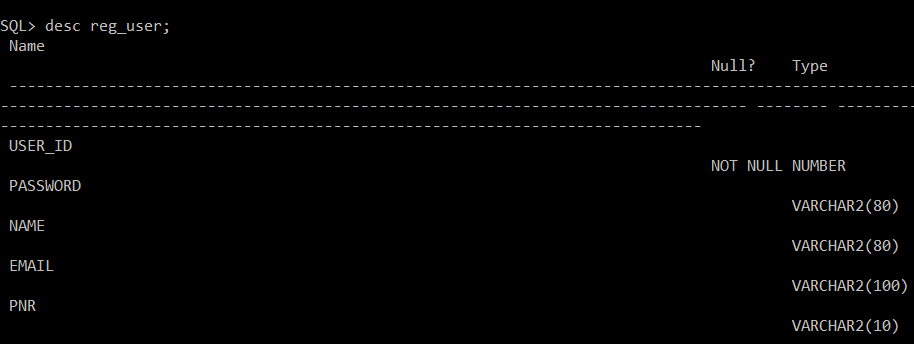 SQL> desc reg_user;
Name
Null? Type
-----------------------------------------------------------------------------------------------------
----------------------------------------------------------------------------------- -------- ---------
------------------------------------------------------------------------------
USER_ID
NOT NULL NUMBER
PASSWORD
VARCHAR2(80)
NAME
VARCHAR2(80)
EMAIL
VARCHAR2(100)
PNR
VARCHAR2(10)